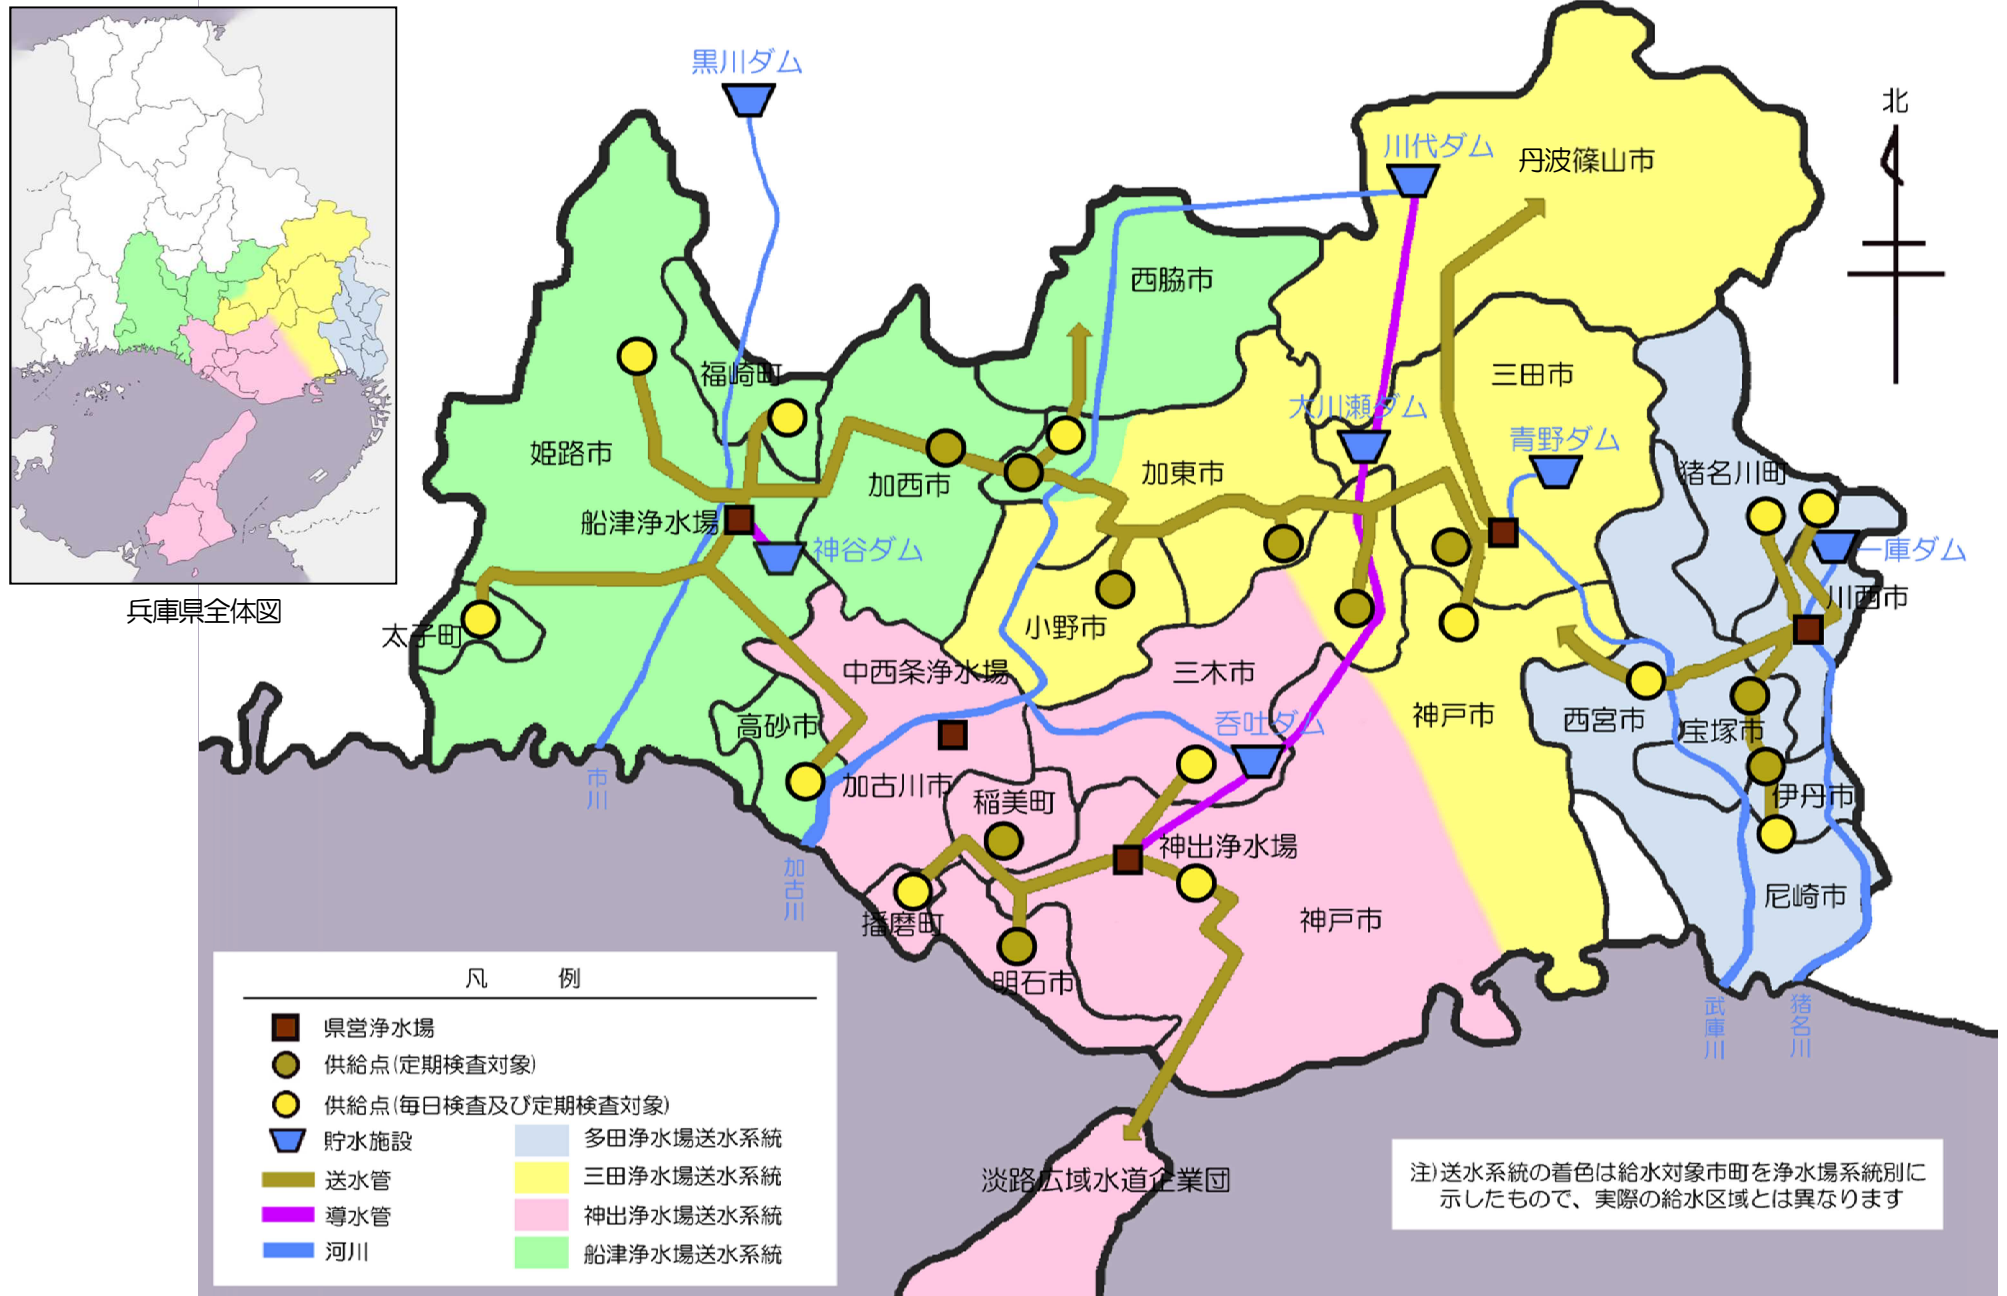 黒川ダム
北
川代ダム
丹波篠山市
西脇市
福崎町
三田市
大川瀬ダム
青野ダム
姫路市
加西市
加東市
猪名川町
船津浄水場
神谷ダム
一庫ダム
川西市
兵庫県全体図
太子町
小野市
中西条浄水場
三木市
高砂市
呑吐ダム
神戸市
西宮市
宝塚市
市川
加古川市
稲美町
伊丹市
神出浄水場
加古川
尼崎市
播磨町
神戸市
明石市
武庫川
猪名川
淡路広域水道企業団
凡 例
県営浄水場
供給点(定期検査対象)
供給点(毎日検査及び定期検査対象)
貯水施設
送水管
導水管
河川
多田浄水場送水系統
三田浄水場送水系統
神出浄水場送水系統
船津浄水場送水系統
注)送水系統の着色は給水対象市町を浄水場系統別に
示したもので、実際の給水区域とは異なります